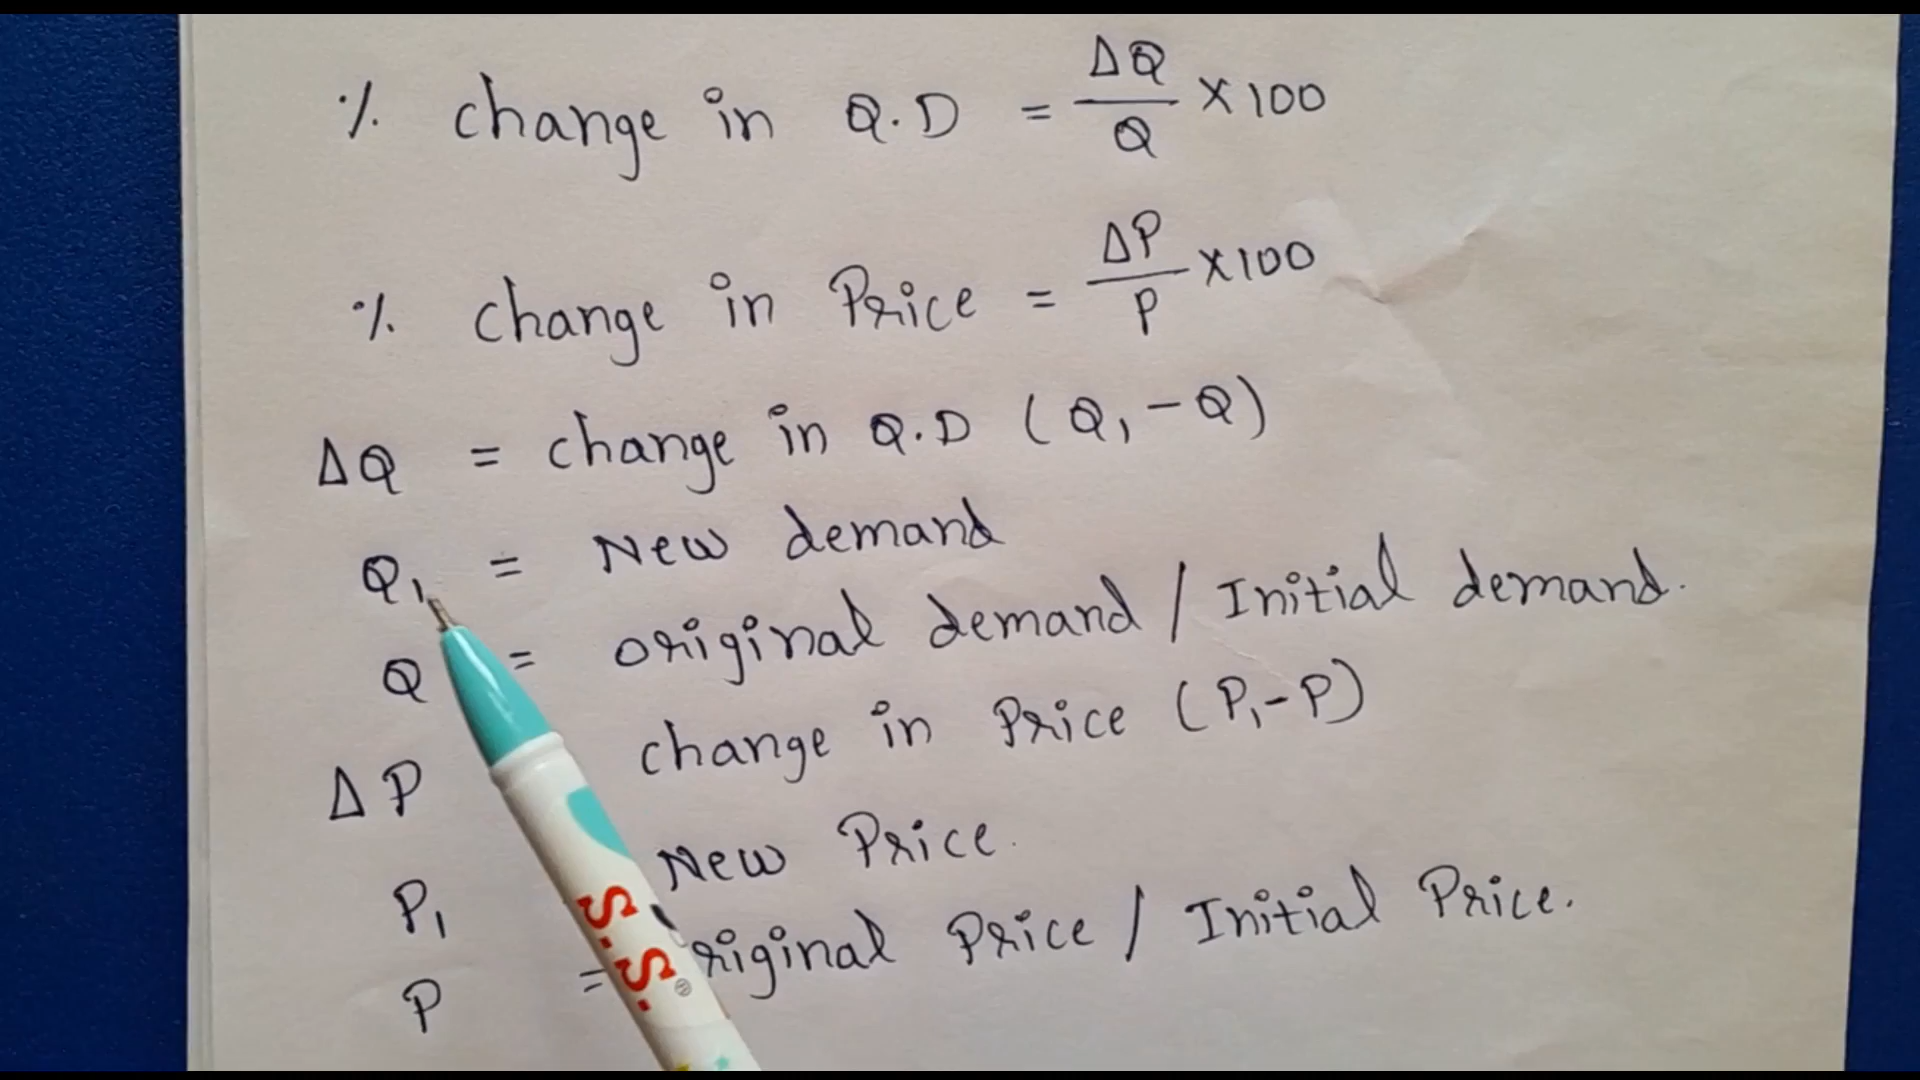 % change in Q.D = ΔQ/Q × 100
% change in Price = ΔP/P × 100
ΔQ = change in Q.D (Q₁ - Q)
Q₁ = New demand
Q = original demand / Initial demand.
ΔP change in Price (P₁ - P)
P₁ New Price.
P = riginal Price / Initial Price.
S.S.